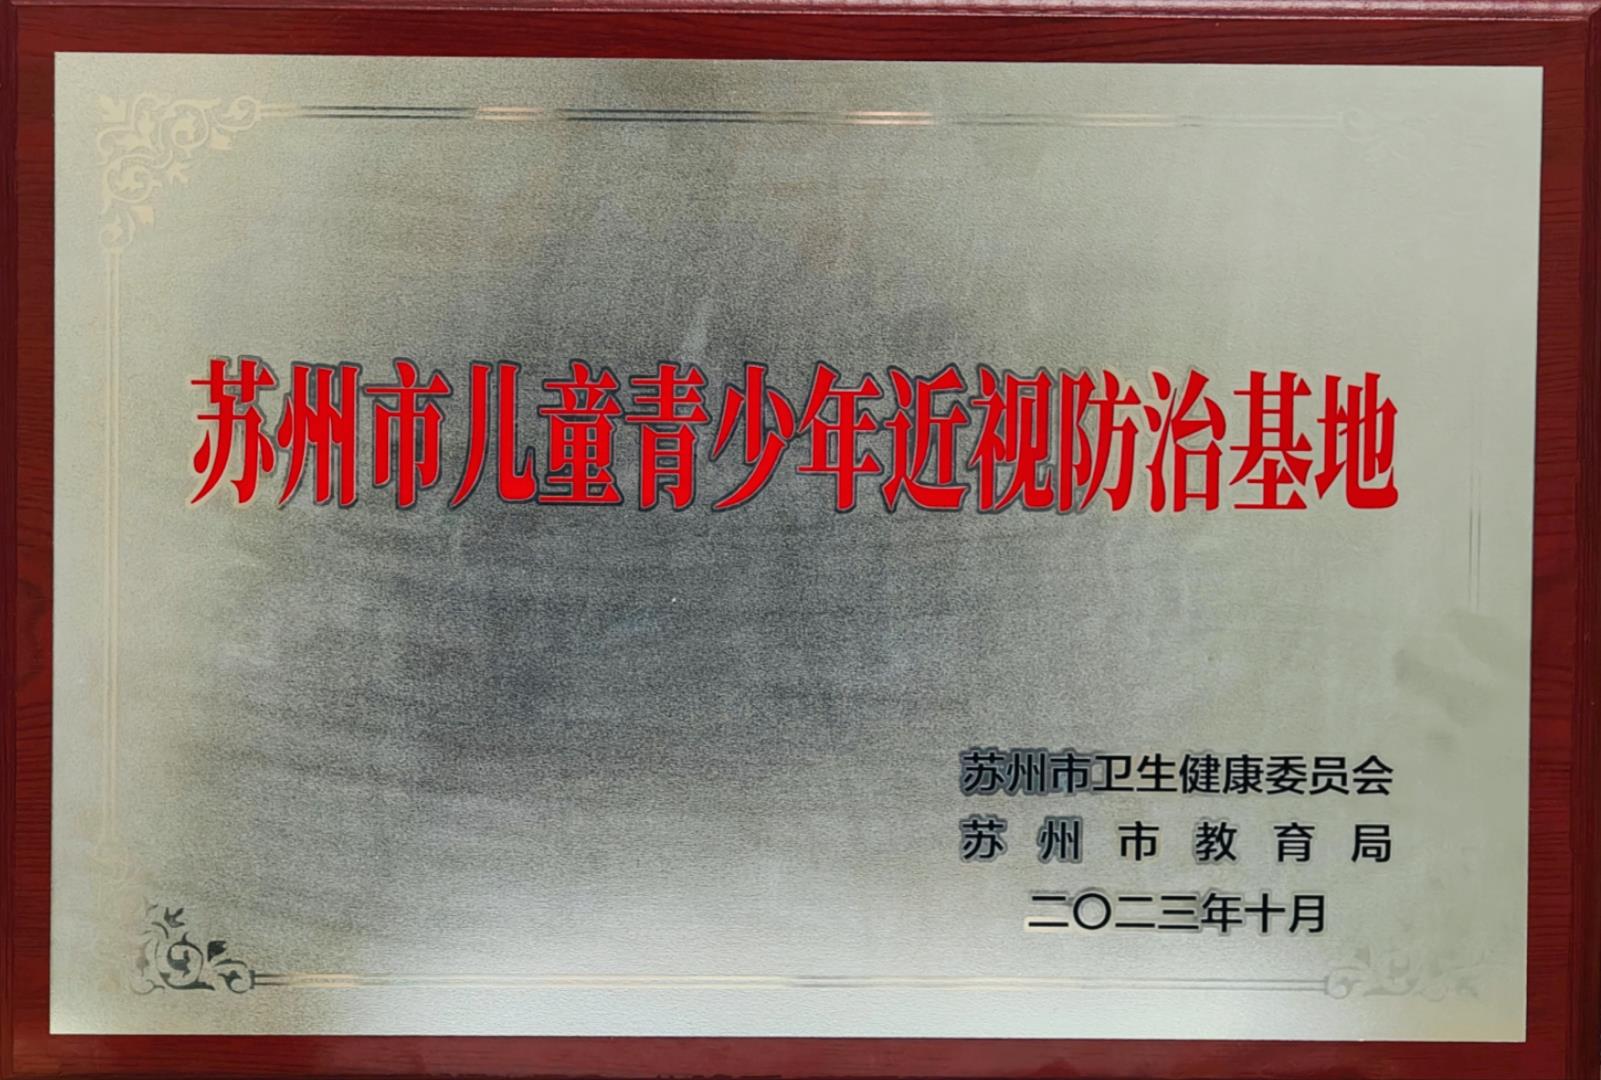 苏州市儿童青少年近视防治基地
苏州市卫生健康委员会
苏州市教育局
二〇二三年十月